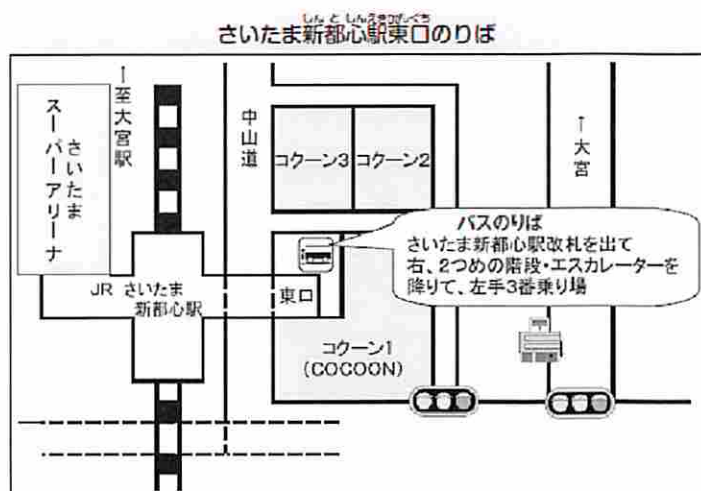 しんとしんえきひがしぐち
さいたま新都心駅東口のりば
↑至大宮駅
さいたま
スーパーアリーナ
中山道
コクーン3
コクーン2
↑大宮
バスのりば
さいたま新都心駅改札を出て
右、2つめの階段・エスカレーターを
降りて、左手3番乗り場
JR さいたま
新都心駅
東口
コクーン1
(COCOON)